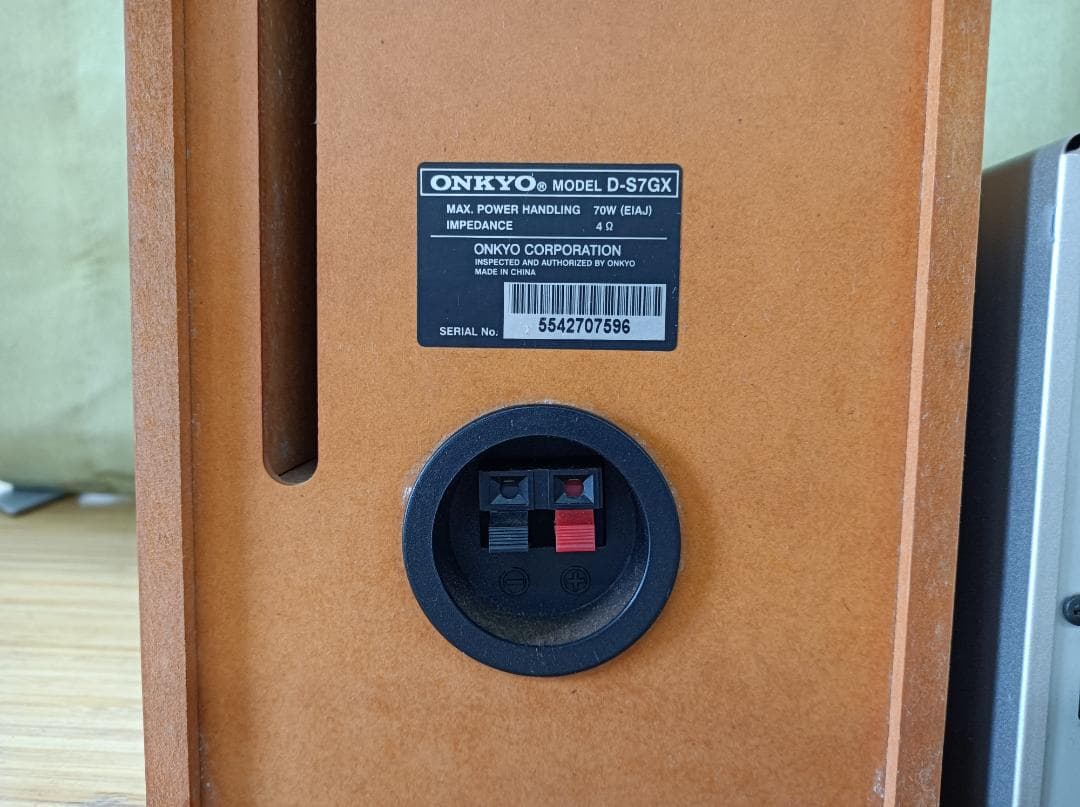 ONKYO® MODEL D-S7GX
MAX. POWER HANDLING 70W (EIAJ)
IMPEDANCE 4 Ω
ONKYO CORPORATION
INSPECTED AND AUTHORIZED BY ONKYO
MADE IN CHINA
SERIAL No. 5542707596
⊖ ⊕